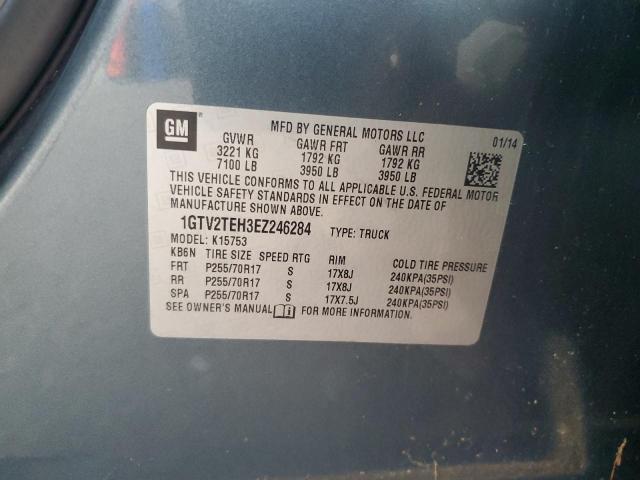 GM
MFD BY GENERAL MOTORS LLC 01/14
GVWR GAWR FRT GAWR RR
3221 KG 1792 KG 1792 KG
7100 LB 3950 LB 3950 LB
THIS VEHICLE CONFORMS TO ALL APPLICABLE U.S. FEDERAL MOTOR
VEHICLE SAFETY STANDARDS IN EFFECT ON THE DATE OF
MANUFACTURE SHOWN ABOVE.
1GTV2TEH3EZ246284 TYPE: TRUCK
MODEL: K15753
KB6N TIRE SIZE SPEED RTG RIM COLD TIRE PRESSURE
FRT P255/70R17 S 17X8J 240KPA(35PSI)
RR P255/70R17 S 17X8J 240KPA(35PSI)
SPA P255/70R17 S 17X7.5J 240KPA(35PSI)
SEE OWNER'S MANUAL FOR MORE INFORMATION.